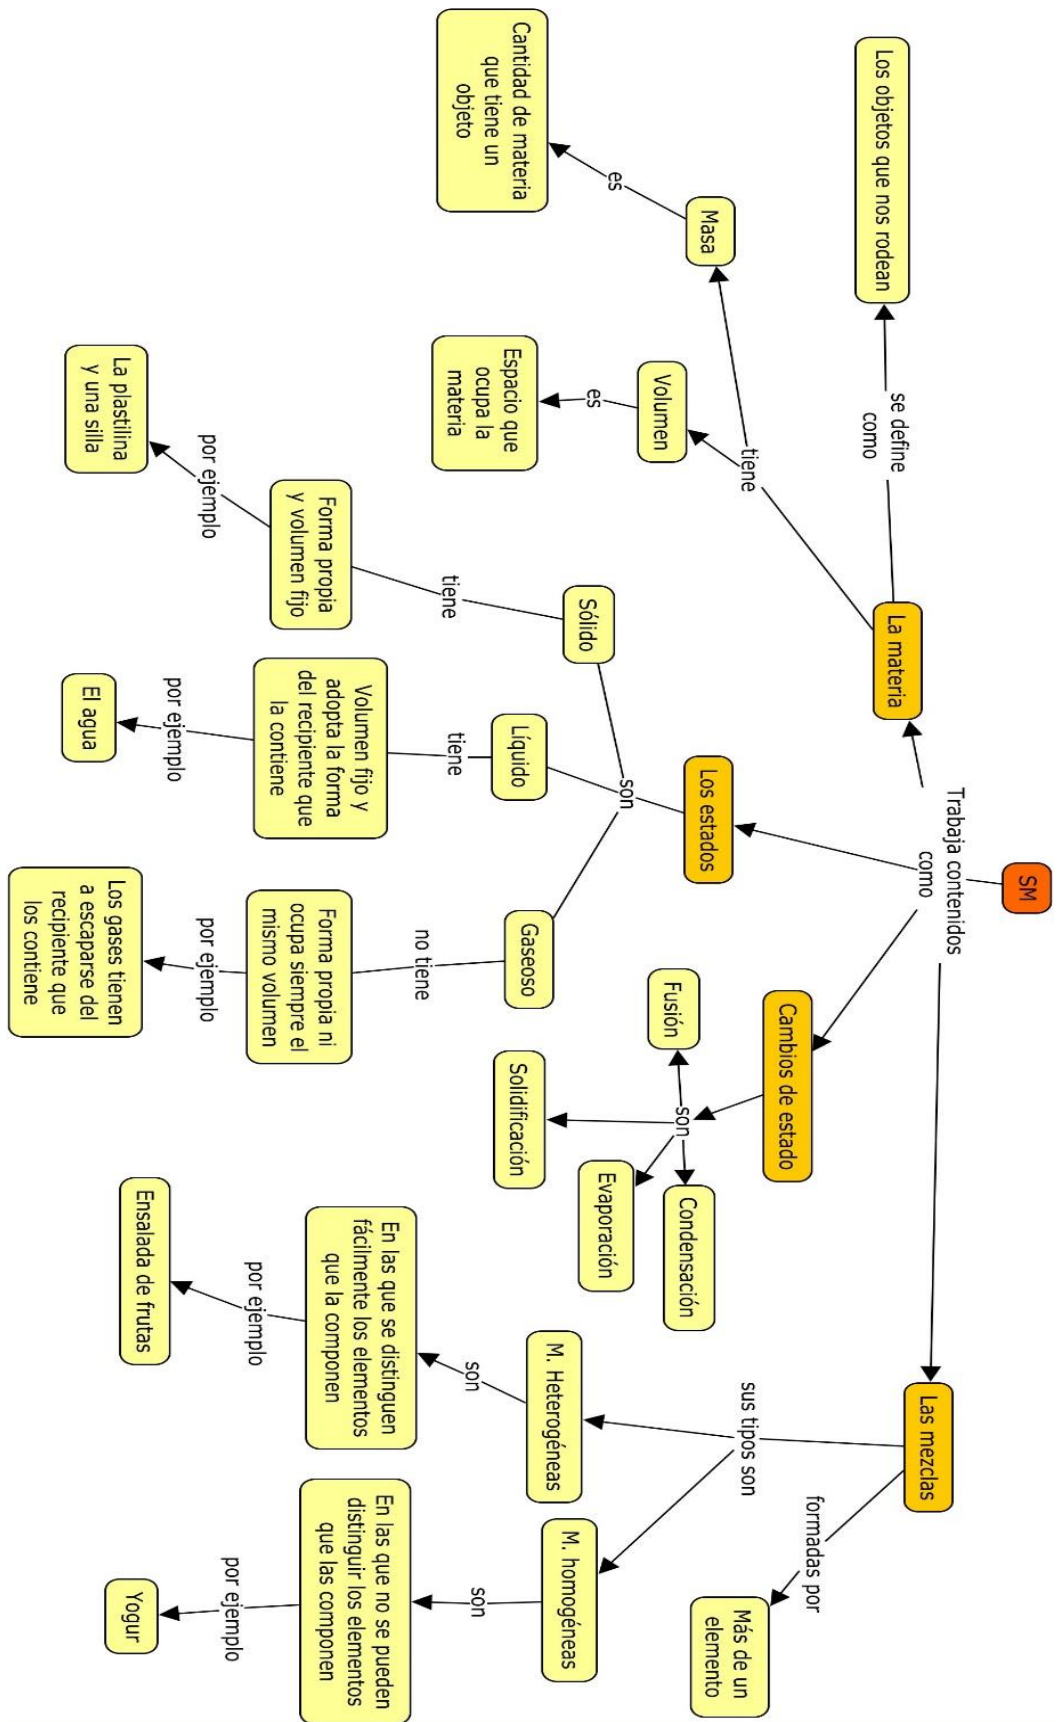 SM
Trabaja contenidos
como
La materia
se define
como
Los objetos que nos rodean
tiene
Masa
es
Cantidad de materia
que tiene un
objeto
Volumen
es
Espacio que
ocupa la
materia
Los estados
son
Sólido
tiene
Forma propia
y volumen fijo
por ejemplo
La plastilina
y una silla
Líquido
tiene
Volumen fijo y
adopta la forma
del recipiente que
la contiene
por ejemplo
El agua
Gaseoso
no tiene
Forma propia ni
ocupa siempre el
mismo volumen
por ejemplo
Los gases tienen
a escaparse del
recipiente que
los contiene
Cambios de estado
son
Fusión
Solidificación
Evaporación
Condensación
Las mezclas
sus tipos son
M. Heterogéneas
son
En las que se distinguen
fácilmente los elementos
que la componen
por ejemplo
Ensalada de frutas
M. homogéneas
son
En las que no se pueden
distinguir los elementos
que las componen
por ejemplo
Yogur
formadas por
Más de un
elemento